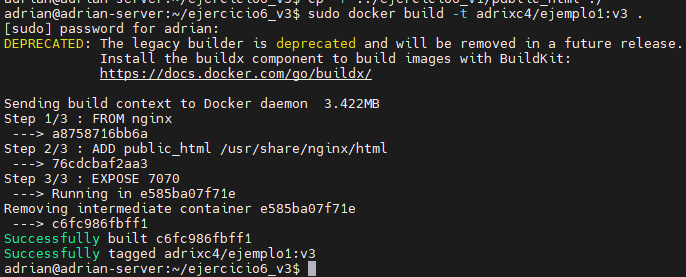 adrian@adrian-server:~/ejercicio6_v3$ cp -r ../ejercicio6_v1/public_html ./
adrian@adrian-server:~/ejercicio6_v3$ sudo docker build -t adrixc4/ejemplo1:v3 .
[sudo] password for adrian:
DEPRECATED: The legacy builder is deprecated and will be removed in a future release.
Install the buildx component to build images with BuildKit:
https://docs.docker.com/go/buildx/
Sending build context to Docker daemon  3.422MB
Step 1/3 : FROM nginx
---> a8758716bb6a
Step 2/3 : ADD public_html /usr/share/nginx/html
---> 76cdcbaf2aa3
Step 3/3 : EXPOSE 7070
---> Running in e585ba07f71e
Removing intermediate container e585ba07f71e
---> c6fc986fbff1
Successfully built c6fc986fbff1
Successfully tagged adrixc4/ejemplo1:v3
adrian@adrian-server:~/ejercicio6_v3$